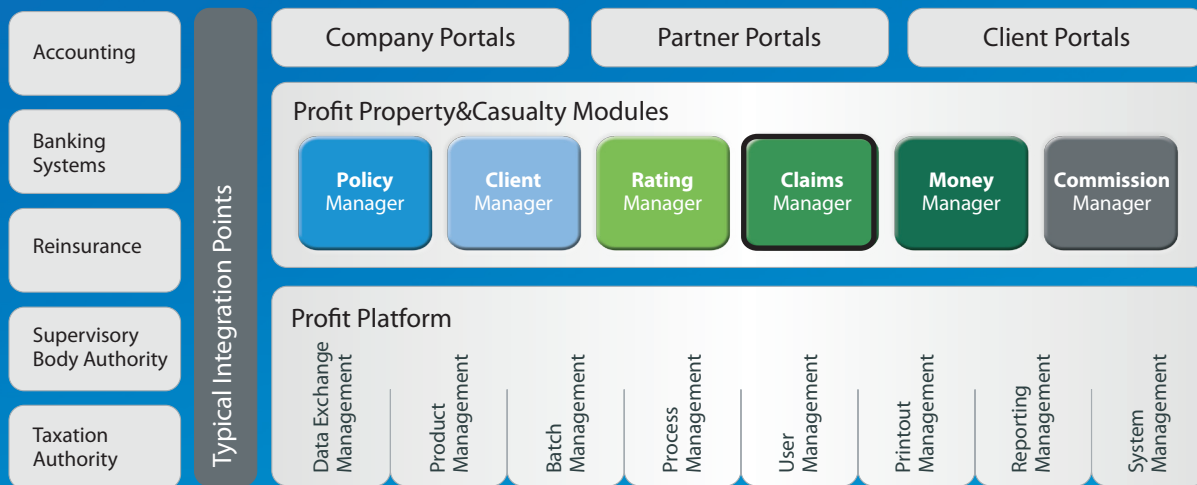 Accounting
Banking
Systems
Reinsurance
Supervisory
Body Authority
Taxation
Authority
Typical Integration Points
Company Portals
Partner Portals
Client Portals
Profit Property&Casualty Modules
Policy
Manager
Client
Manager
Rating
Manager
Claims
Manager
Money
Manager
Commission
Manager
Profit Platform
Data Exchange
Management
Product
Management
Batch
Management
Process
Management
User
Management
Printout
Management
Reporting
Management
System
Management